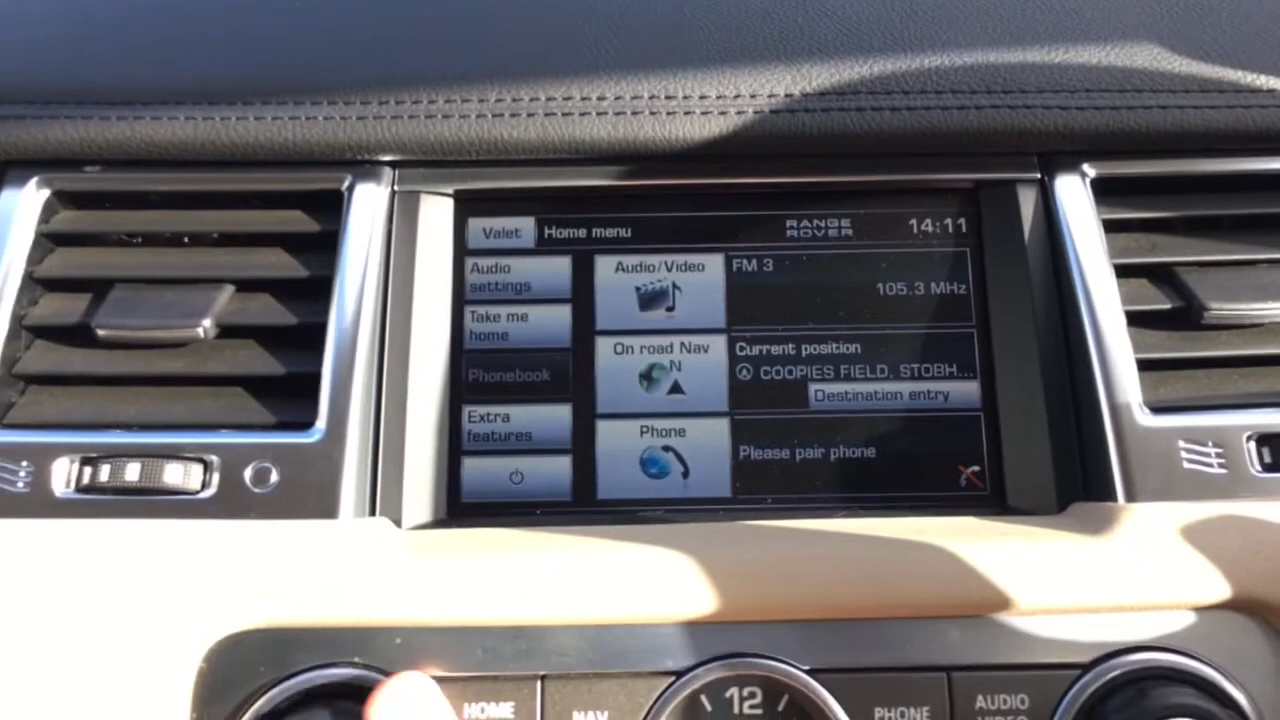 Valet
Home menu
RANGE
ROVER
14:11
Audio
settings
Take me
home
Phonebook
Extra
features
Audio/Video
FM 3
105.3 MHz
On road Nav
N
Current position
COOPIES FIELD, STOBH...
Destination entry
Phone
Please pair phone
HOME
NAV
12
PHONE
AUDIO
VIDEO